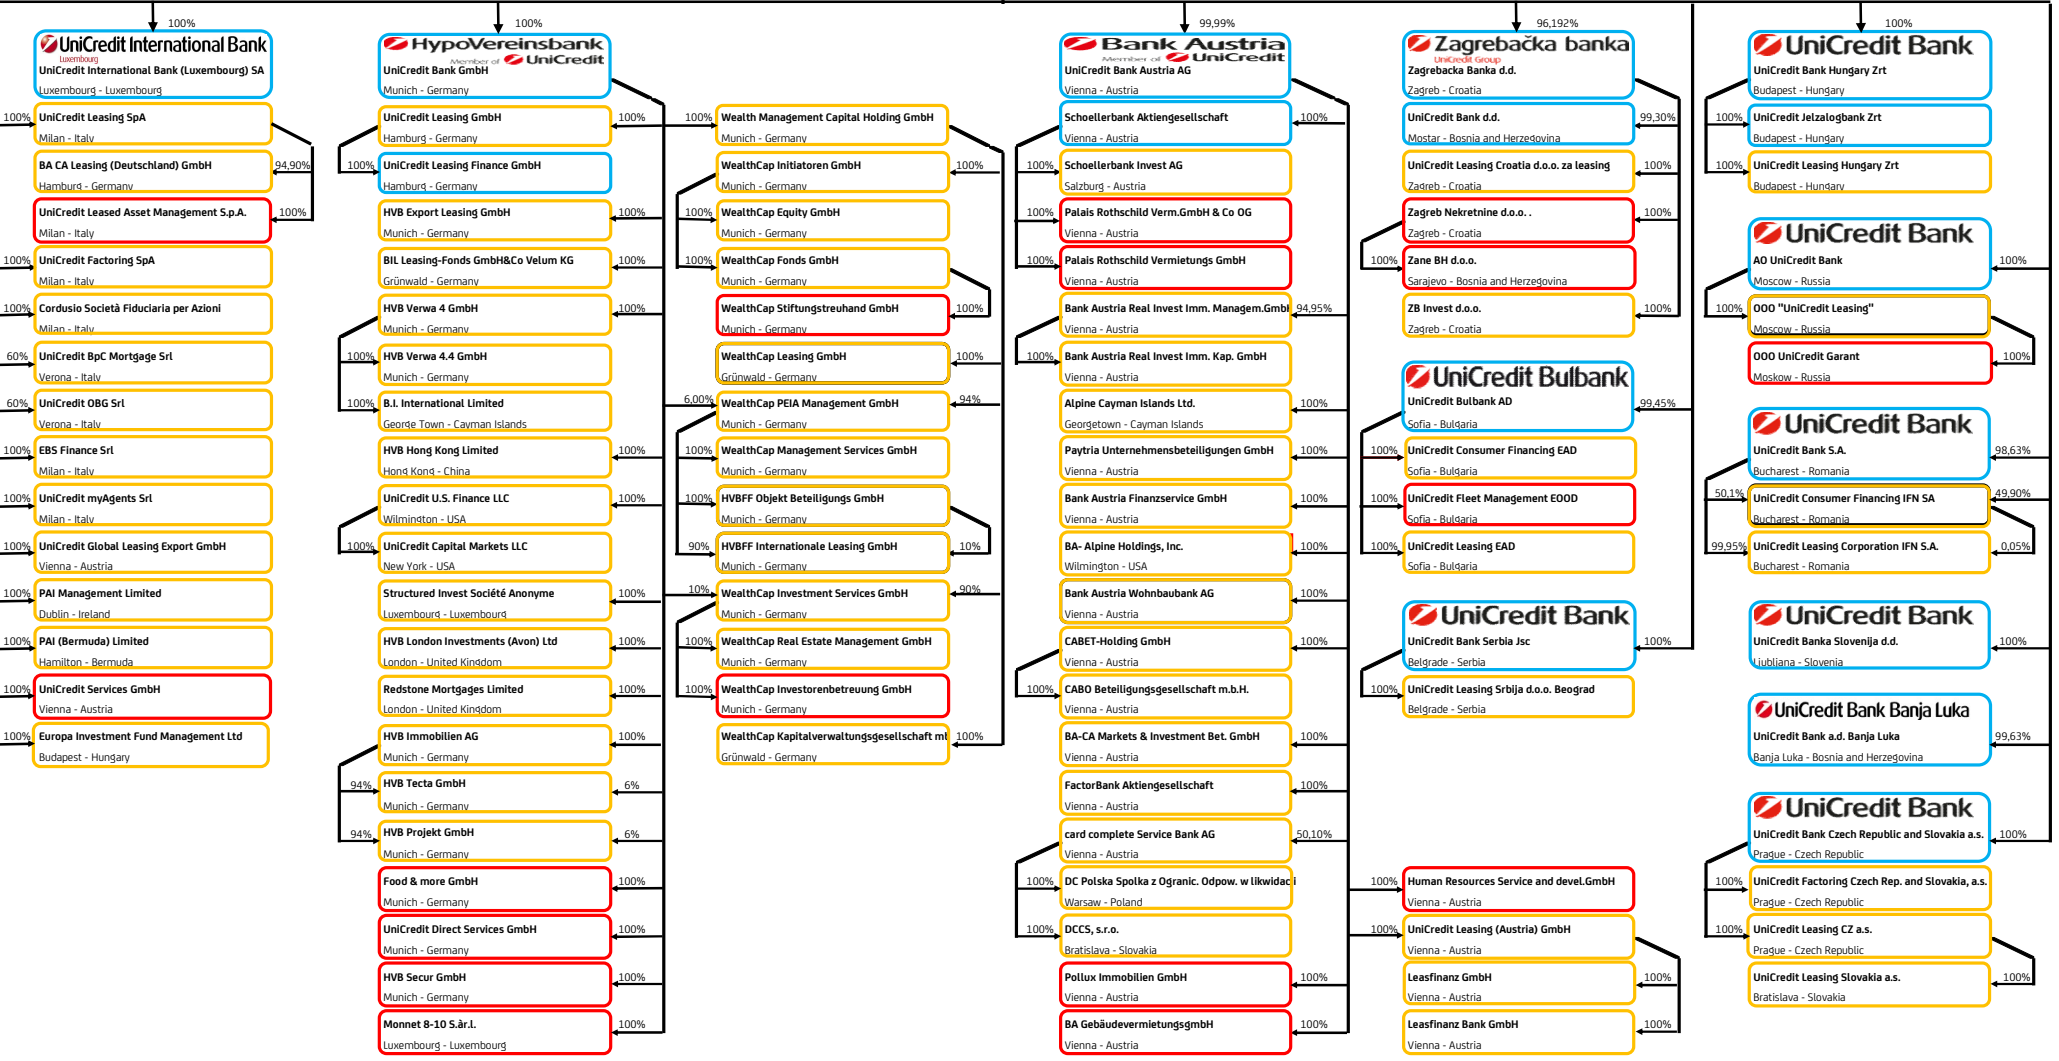 100%
UniCredit International Bank
Luxembourg
UniCredit International Bank (Luxembourg) SA
Luxembourg - Luxembourg
100%
UniCredit Leasing SpA
Milan - Italy
BA CA Leasing (Deutschland) GmbH
94,90%
Hamburg - Germany
UniCredit Leased Asset Management S.p.A.
100%
Milan - Italy
100%
UniCredit Factoring SpA
Milan - Italy
100%
Cordusio Società Fiduciaria per Azioni
Milan - Italy
60%
UniCredit BpC Mortgage Srl
Verona - Italy
60%
UniCredit OBG Srl
Verona - Italy
100%
EBS Finance Srl
Milan - Italy
100%
UniCredit myAgents Srl
Milan - Italy
100%
UniCredit Global Leasing Export GmbH
Vienna - Austria
100%
PAI Management Limited
Dublin - Ireland
100%
PAI (Bermuda) Limited
Hamilton - Bermuda
100%
UniCredit Services GmbH
Vienna - Austria
100%
Europa Investment Fund Management Ltd
Budapest - Hungary
100%
HypoVereinsbank
Member of UniCredit
UniCredit Bank GmbH
Munich - Germany
UniCredit Leasing GmbH
100%
Hamburg - Germany
100%
UniCredit Leasing Finance GmbH
Hamburg - Germany
HVB Export Leasing GmbH
100%
Munich - Germany
BIL Leasing-Fonds GmbH&Co Velum KG
100%
Grünwald - Germany
HVB Verwa 4 GmbH
100%
Munich - Germany
100%
HVB Verwa 4.4 GmbH
Munich - Germany
100%
B.I. International Limited
George Town - Cayman Islands
HVB Hong Kong Limited
100%
Hong Kong - China
UniCredit U.S. Finance LLC
100%
Wilmington - USA
100%
UniCredit Capital Markets LLC
New York - USA
Structured Invest Société Anonyme
100%
Luxembourg - Luxembourg
HVB London Investments (Avon) Ltd
100%
London - United Kingdom
Redstone Mortgages Limited
100%
London - United Kingdom
HVB Immobilien AG
100%
Munich - Germany
94%
HVB Tecta GmbH
6%
Munich - Germany
94%
HVB Projekt GmbH
6%
Munich - Germany
Food & more GmbH
100%
Munich - Germany
UniCredit Direct Services GmbH
100%
Munich - Germany
HVB Secur GmbH
100%
Munich - Germany
Monnet 8-10 S.àr.l.
100%
Luxembourg - Luxembourg
100%
Wealth Management Capital Holding GmbH
Munich - Germany
WealthCap Initiatoren GmbH
100%
Munich - Germany
100%
WealthCap Equity GmbH
Munich - Germany
100%
WealthCap Fonds GmbH
Munich - Germany
WealthCap Stiftungstreuhand GmbH
100%
Munich - Germany
WealthCap Leasing GmbH
100%
Grünwald - Germany
6,00%
WealthCap PEIA Management GmbH
94%
Munich - Germany
100%
WealthCap Management Services GmbH
Munich - Germany
100%
HVBFF Objekt Beteiligungs GmbH
Munich - Germany
90%
HVBFF Internationale Leasing GmbH
10%
Munich - Germany
10%
WealthCap Investment Services GmbH
90%
Munich - Germany
100%
WealthCap Real Estate Management GmbH
Munich - Germany
100%
WealthCap Investorenbetreuung GmbH
Munich - Germany
WealthCap Kapitalverwaltungsgesellschaft
100%
Grünwald - Germany
99,99%
Bank Austria
Member of UniCredit
UniCredit Bank Austria AG
Vienna - Austria
Schoellerbank Aktiengesellschaft
100%
Vienna - Austria
100%
Schoellerbank Invest AG
Salzburg - Austria
100%
Palais Rothschild Verm.GmbH & Co OG
Vienna - Austria
100%
Palais Rothschild Vermietungs GmbH
Vienna - Austria
Bank Austria Real Invest Imm. Managem.GmbH
94,95%
Vienna - Austria
100%
Bank Austria Real Invest Imm. Kap. GmbH
Vienna - Austria
Alpine Cayman Islands Ltd.
100%
Georgetown - Cayman Islands
Paytria Unternehmensbeteiligungen GmbH
100%
Vienna - Austria
Bank Austria Finanzservice GmbH
100%
Vienna - Austria
BA- Alpine Holdings, Inc.
100%
Wilmington - USA
Bank Austria Wohnbaubank AG
100%
Vienna - Austria
CABET-Holding GmbH
100%
Vienna - Austria
100%
CABO Beteiligungsgesellschaft m.b.H.
Vienna - Austria
BA-CA Markets & Investment Bet. GmbH
100%
Vienna - Austria
FactorBank Aktiengesellschaft
100%
Vienna - Austria
card complete Service Bank AG
50,10%
Vienna - Austria
100%
DC Polska Spolka z Ogranic. Odpow. w likwidacji
Warsaw - Poland
100%
DCCS, s.r.o.
Bratislava - Slovakia
Pollux Immobilien GmbH
100%
Vienna - Austria
BA GebäudevermietungsgmbH
100%
Vienna - Austria
96,192%
Zagrebačka banka
UniCredit Group
Zagrebacka Banka d.d.
Zagreb - Croatia
UniCredit Bank d.d.
99,30%
Mostar - Bosnia and Herzegovina
UniCredit Leasing Croatia d.o.o. za leasing
100%
Zagreb - Croatia
Zagreb Nekretnine d.o.o. .
100%
Zagreb - Croatia
100%
Zane BH d.o.o.
Sarajevo - Bosnia and Herzegovina
ZB Invest d.o.o.
100%
Zagreb - Croatia
UniCredit Bulbank
UniCredit Bulbank AD
99,45%
Sofia - Bulgaria
100%
UniCredit Consumer Financing EAD
Sofia - Bulgaria
100%
UniCredit Fleet Management EOOD
Sofia - Bulgaria
100%
UniCredit Leasing EAD
Sofia - Bulgaria
UniCredit Bank
UniCredit Bank Serbia Jsc
100%
Belgrade - Serbia
100%
UniCredit Leasing Srbija d.o.o. Beograd
Belgrade - Serbia
100%
Human Resources Service and devel.GmbH
Vienna - Austria
100%
UniCredit Leasing (Austria) GmbH
Vienna - Austria
Leasfinanz GmbH
100%
Vienna - Austria
Leasfinanz Bank GmbH
100%
Vienna - Austria
100%
UniCredit Bank
UniCredit Bank Hungary Zrt
Budapest - Hungary
100%
UniCredit Jelzalogbank Zrt
Budapest - Hungary
100%
UniCredit Leasing Hungary Zrt
Budapest - Hungary
UniCredit Bank
AO UniCredit Bank
100%
Moscow - Russia
100%
OOO "UniCredit Leasing"
Moscow - Russia
OOO UniCredit Garant
100%
Moskow - Russia
UniCredit Bank
UniCredit Bank S.A.
98,63%
Bucharest - Romania
50,1%
UniCredit Consumer Financing IFN SA
49,90%
Bucharest - Romania
99,95%
UniCredit Leasing Corporation IFN S.A.
0,05%
Bucharest - Romania
UniCredit Bank
UniCredit Banka Slovenija d.d.
100%
Ljubljana - Slovenia
UniCredit Bank Banja Luka
UniCredit Bank a.d. Banja Luka
99,63%
Banja Luka - Bosnia and Herzegovina
UniCredit Bank
UniCredit Bank Czech Republic and Slovakia a.s.
100%
Prague - Czech Republic
100%
UniCredit Factoring Czech Rep. and Slovakia, a.s.
Prague - Czech Republic
100%
UniCredit Leasing CZ a.s.
Prague - Czech Republic
UniCredit Leasing Slovakia a.s.
100%
Bratislava - Slovakia